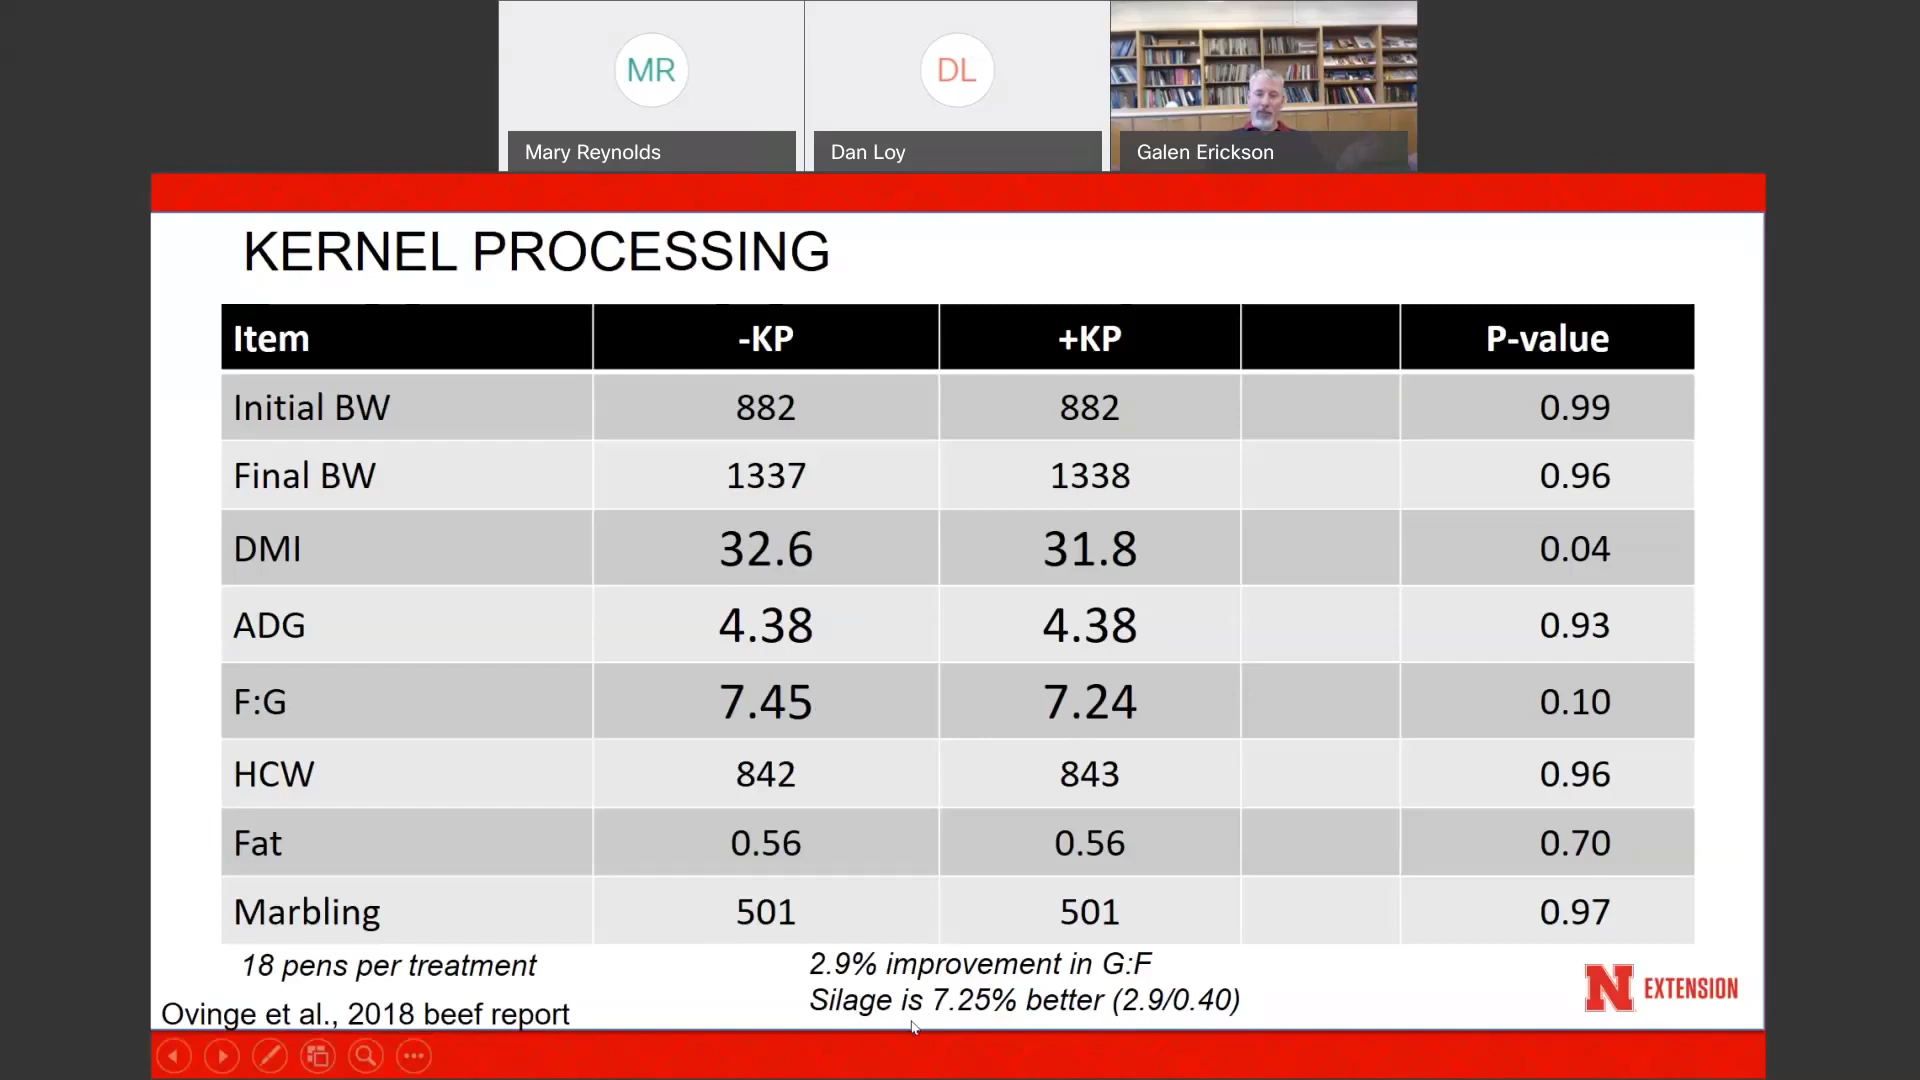 MR
DL
Mary Reynolds
Dan Loy
Galen Erickson
KERNEL PROCESSING
Item -KP +KP P-value
Initial BW 882 882 0.99
Final BW 1337 1338 0.96
DMI 32.6 31.8 0.04
ADG 4.38 4.38 0.93
F:G 7.45 7.24 0.10
HCW 842 843 0.96
Fat 0.56 0.56 0.70
Marbling 501 501 0.97
18 pens per treatment
2.9% improvement in G:F
Silage is 7.25% better (2.9/0.40)
Ovinge et al., 2018 beef report
N EXTENSION